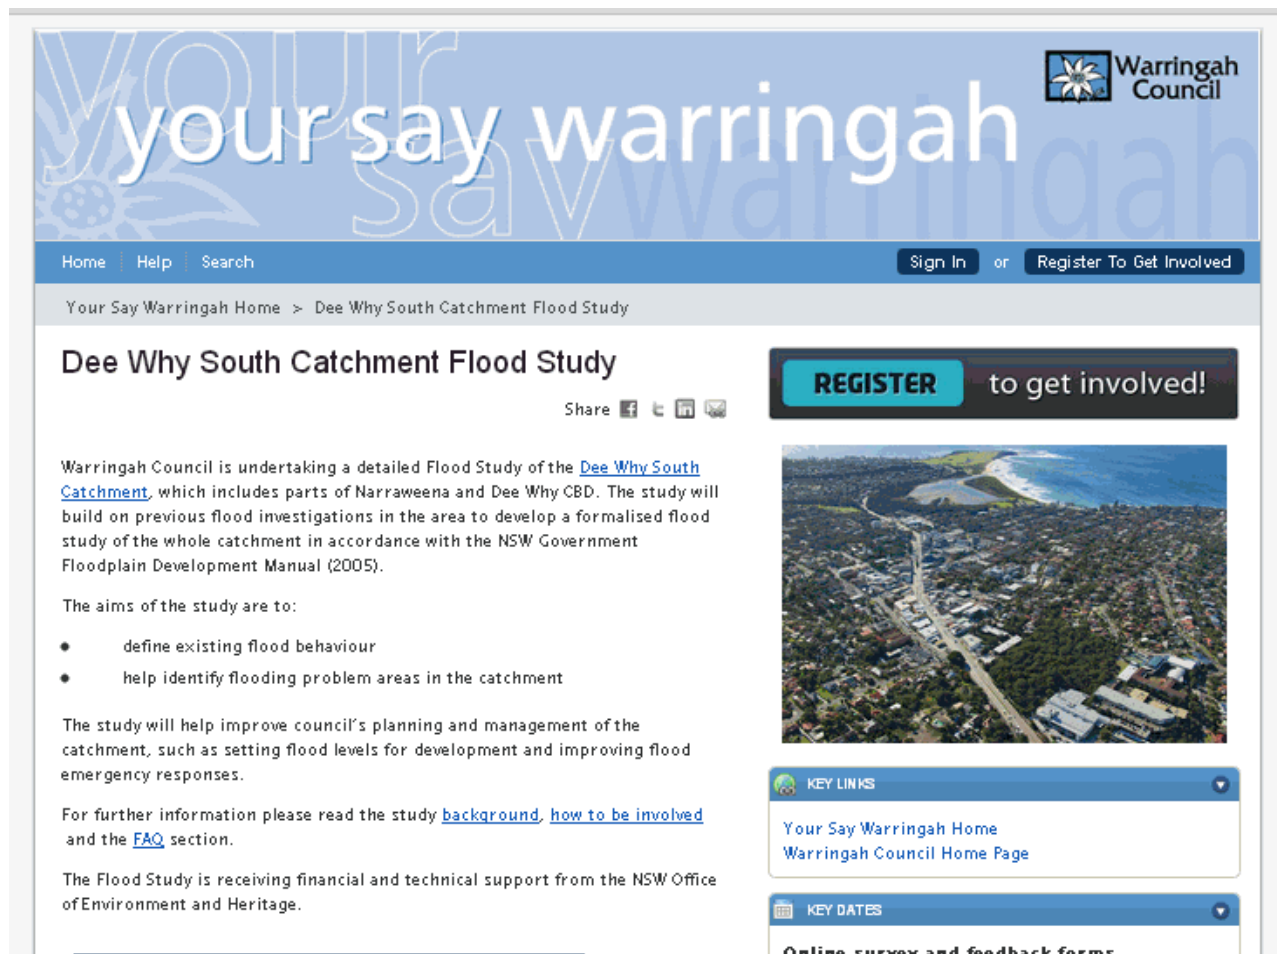 your say warringah
your say warringah
Warringah
Council
Home Help Search
Sign In or Register To Get Involved
Your Say Warringah Home > Dee Why South Catchment Flood Study
Dee Why South Catchment Flood Study
Share
REGISTER to get involved!
Warringah Council is undertaking a detailed Flood Study of the Dee Why South
Catchment, which includes parts of Narraweena and Dee Why CBD. The study will
build on previous flood investigations in the area to develop a formalised flood
study of the whole catchment in accordance with the NSW Government
Floodplain Development Manual (2005).
The aims of the study are to:
• define existing flood behaviour
• help identify flooding problem areas in the catchment
The study will help improve council's planning and management of the
catchment, such as setting flood levels for development and improving flood
emergency responses.
For further information please read the study background, how to be involved
and the FAQ section.
The Flood Study is receiving financial and technical support from the NSW Office
of Environment and Heritage.
KEY LINKS
Your Say Warringah Home
Warringah Council Home Page
KEY DATES
Online survey and feedback forms